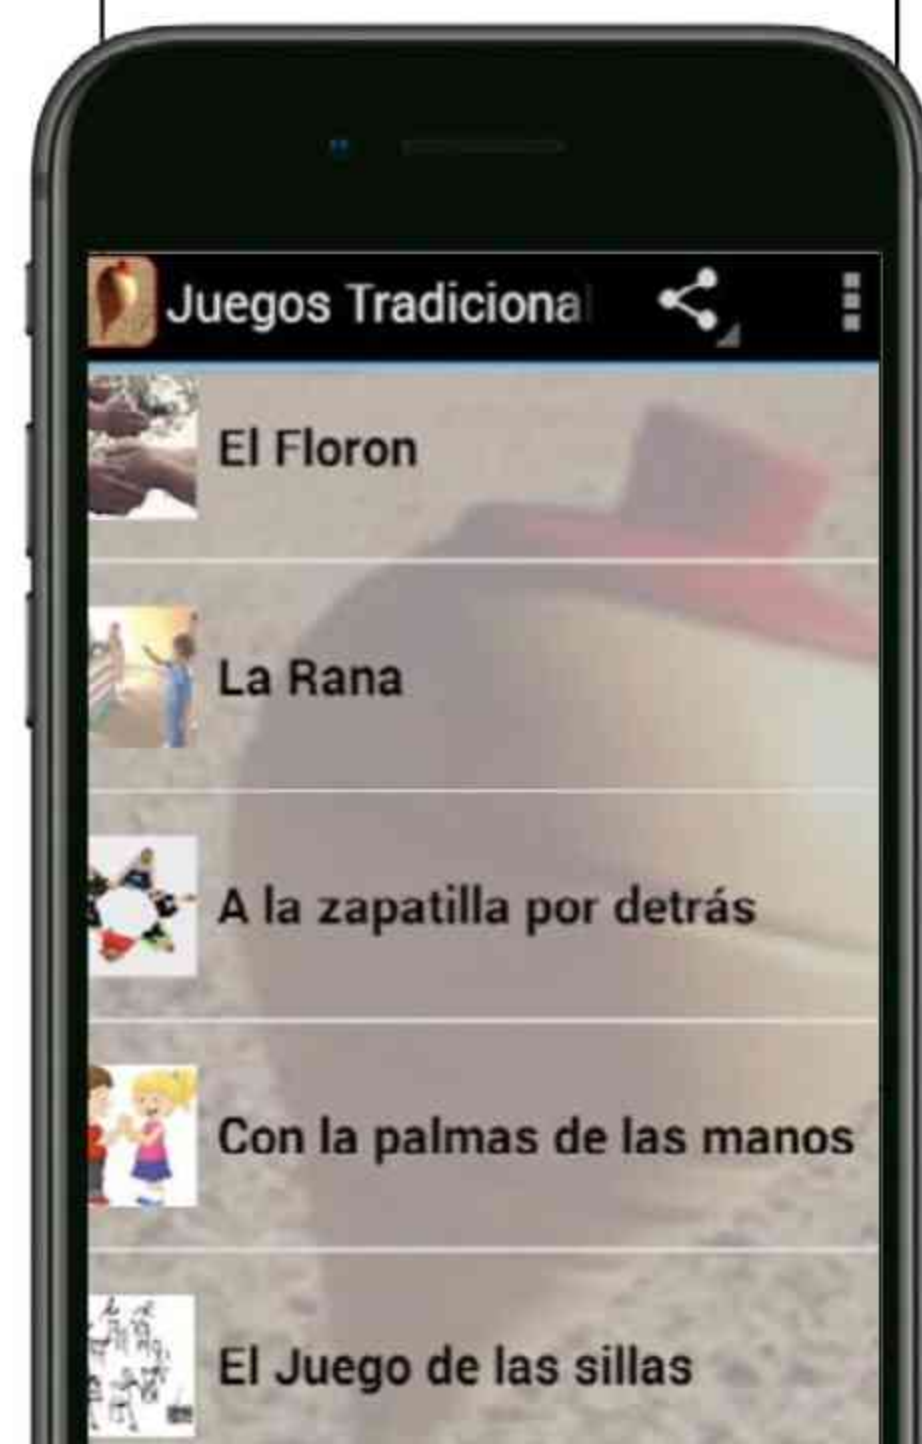 Juegos Tradicional
El Floron
La Rana
A la zapatilla por detrás
Con la palmas de las manos
El Juego de las sillas